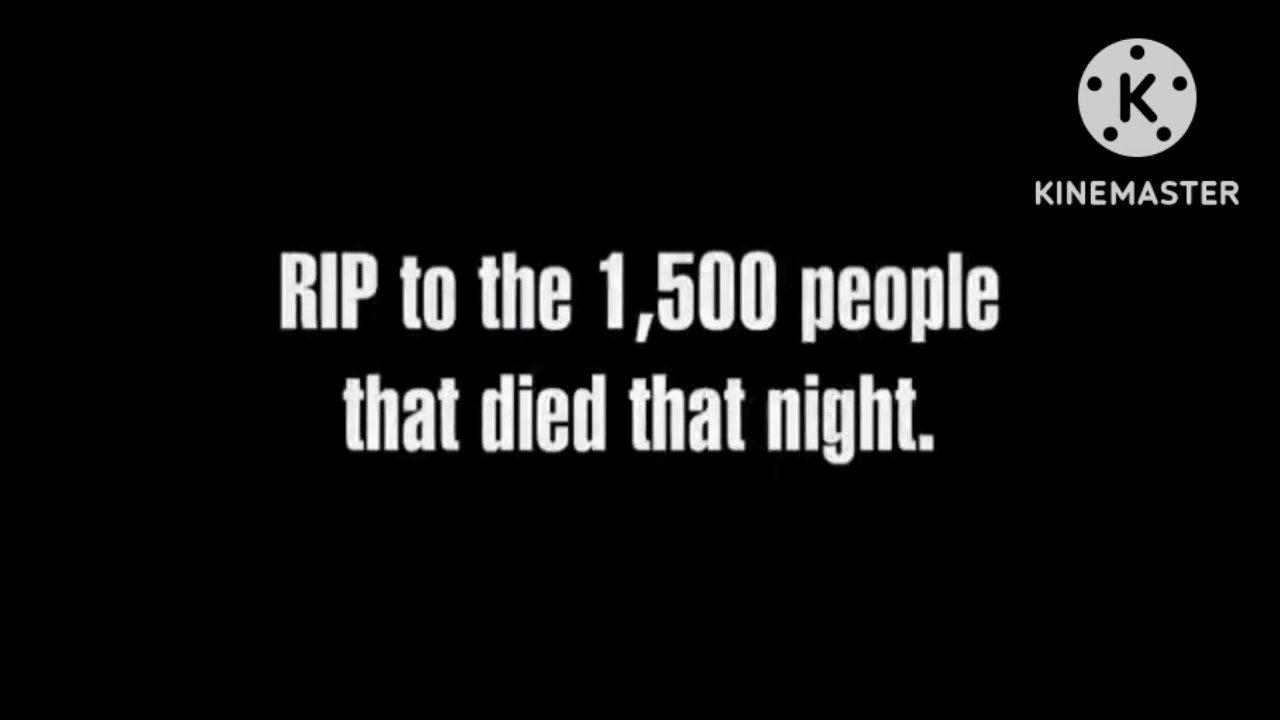 K
KINEMASTER
RIP to the 1,500 people
that died that night.